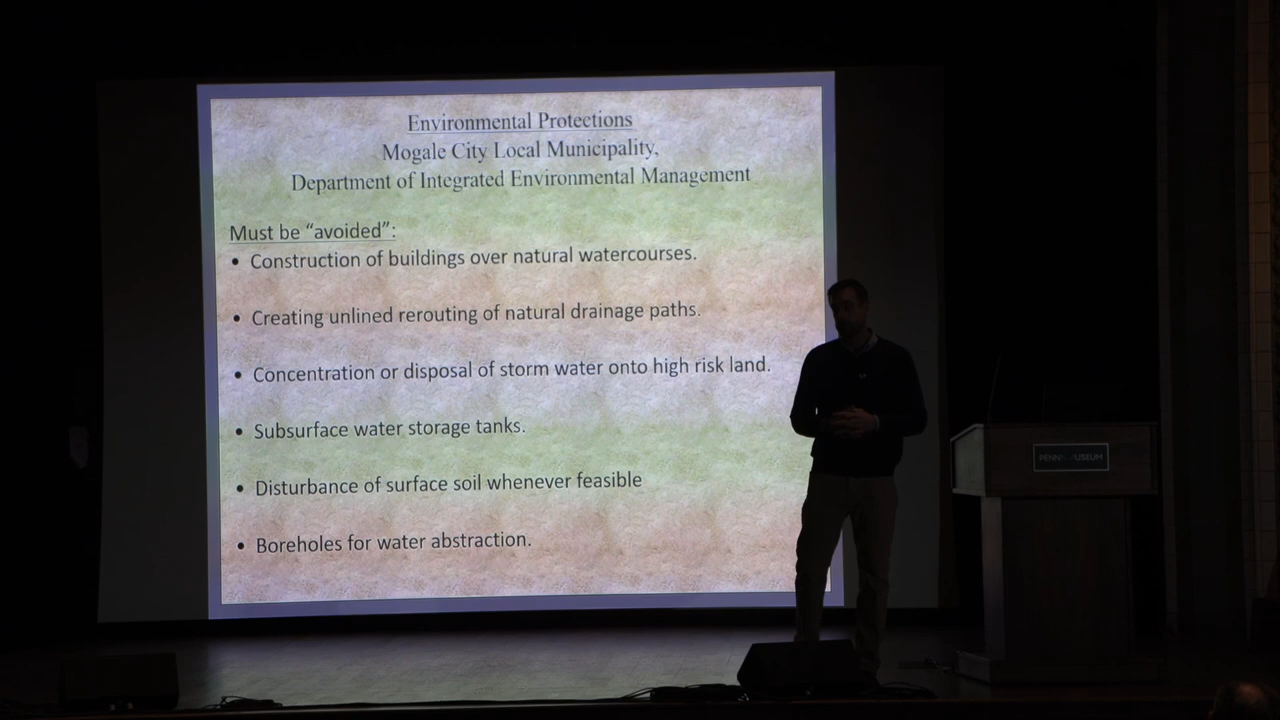 Environmental Protections
Mogale City Local Municipality,
Department of Integrated Environmental Management
Must be “avoided”:
• Construction of buildings over natural watercourses.
• Creating unlined rerouting of natural drainage paths.
• Concentration or disposal of storm water onto high risk land.
• Subsurface water storage tanks.
• Disturbance of surface soil whenever feasible
• Boreholes for water abstraction.
PENN MUSEUM